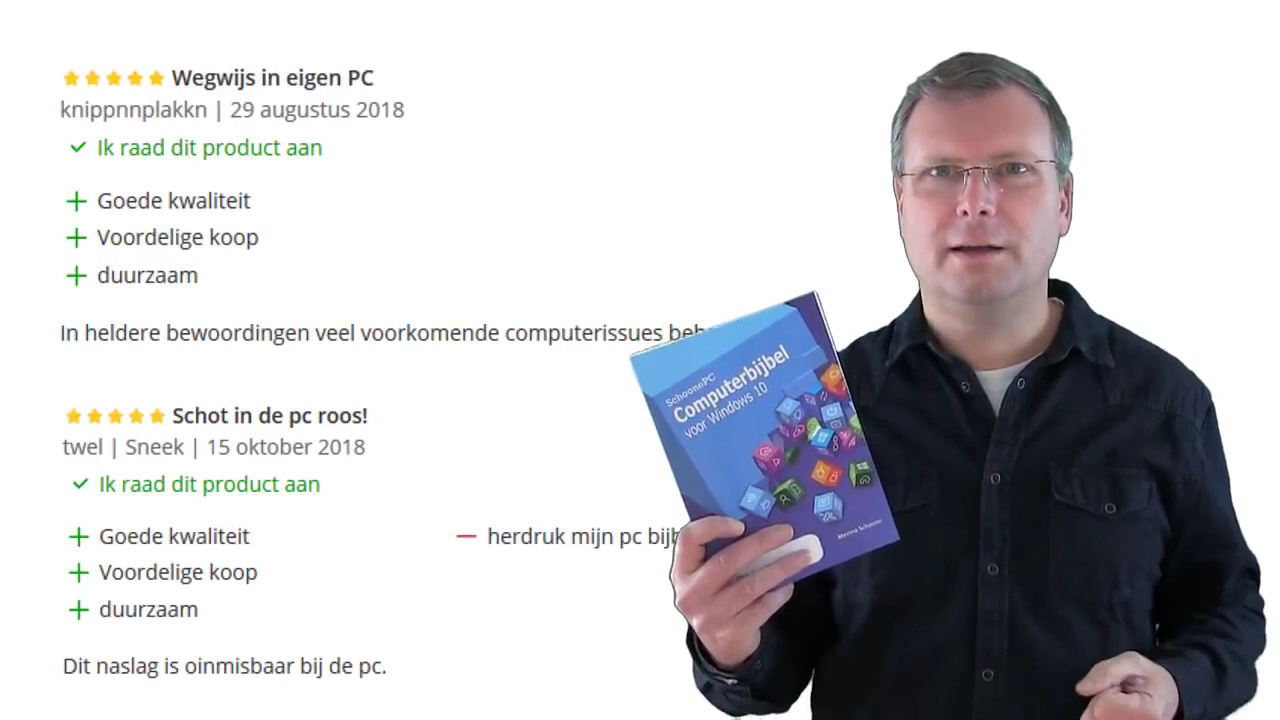 Wegwijs in eigen PC
knippnnplakkn | 29 augustus 2018
Ik raad dit product aan
Goede kwaliteit
Voordelige koop
duurzaam
In heldere bewoordingen veel voorkomende computerissues
Schot in de pc roos!
twel | Sneek | 15 oktober 2018
Ik raad dit product aan
Goede kwaliteit
herdruk mijn pc
Voordelige koop
duurzaam
Dit naslag is oinmisbaar bij de pc.
SchoonePC
Computerbijbel
voor Windows 10
Menno Schoone